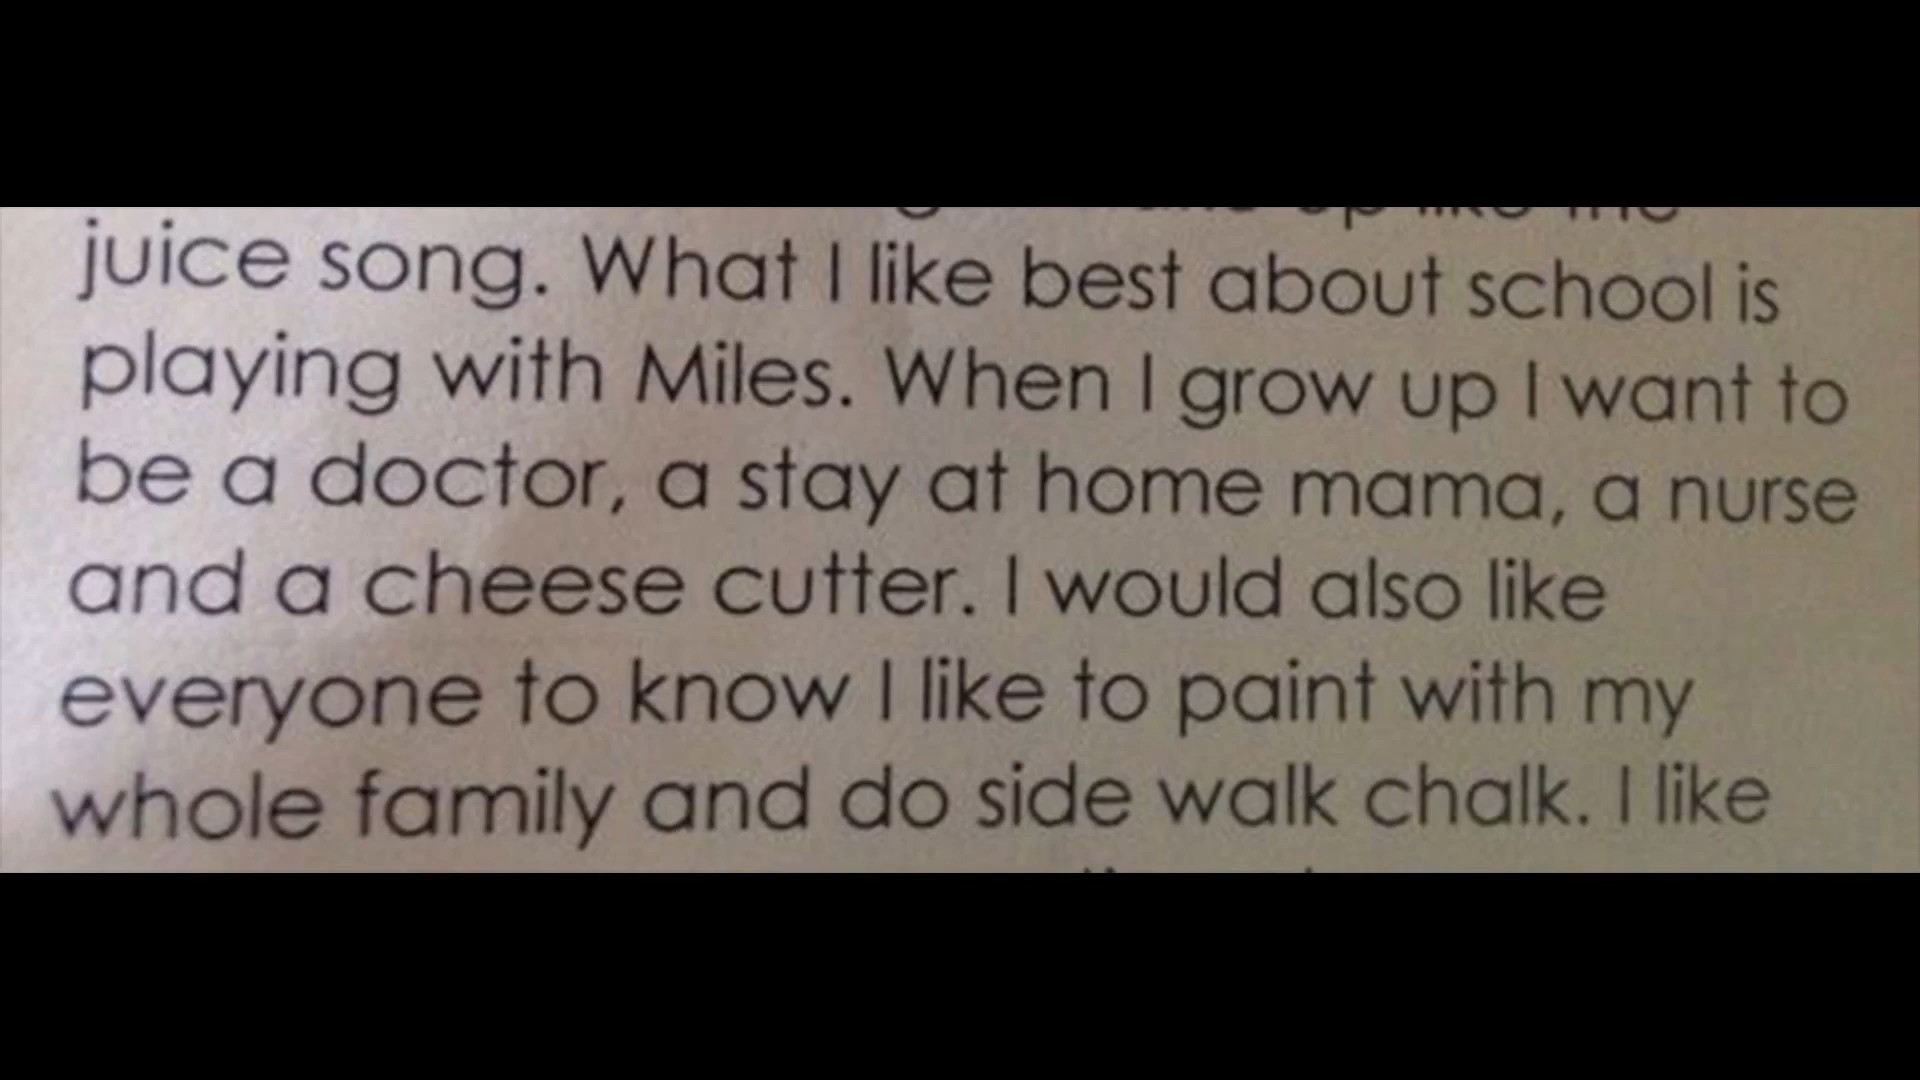 juice song. What I like best about school is
playing with Miles. When I grow up I want to
be a doctor, a stay at home mama, a nurse
and a cheese cutter. I would also like
everyone to know I like to paint with my
whole family and do side walk chalk. I like